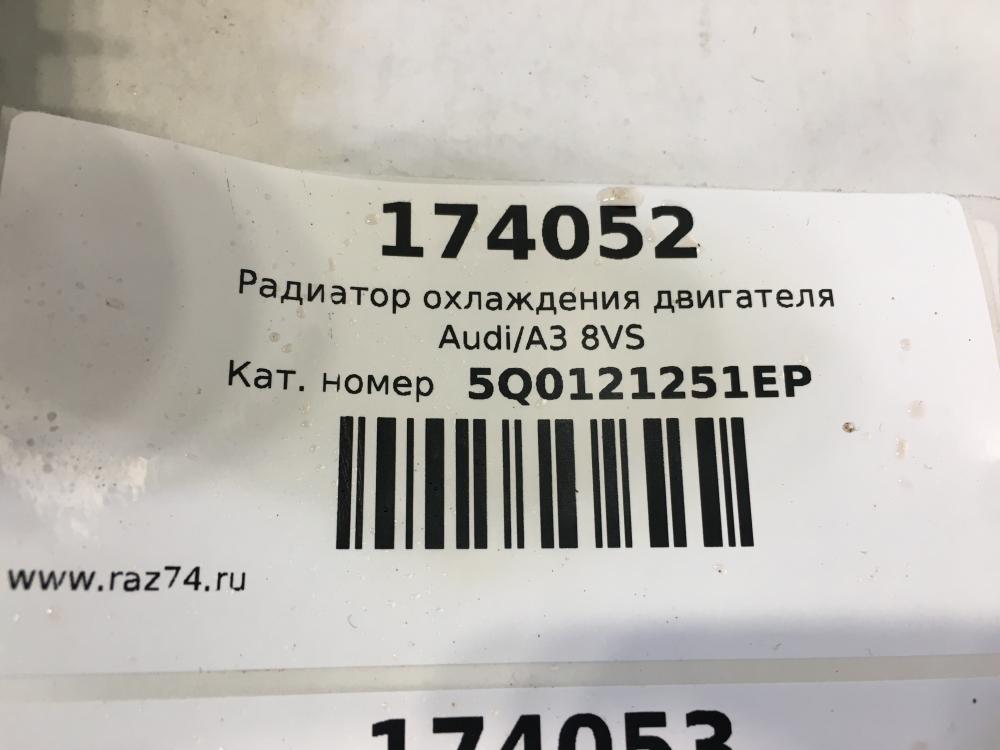 174052
Радиатор охлаждения двигателя
Audi/A3 8VS
Кат. номер 5Q0121251EP
www.raz74.ru
174053